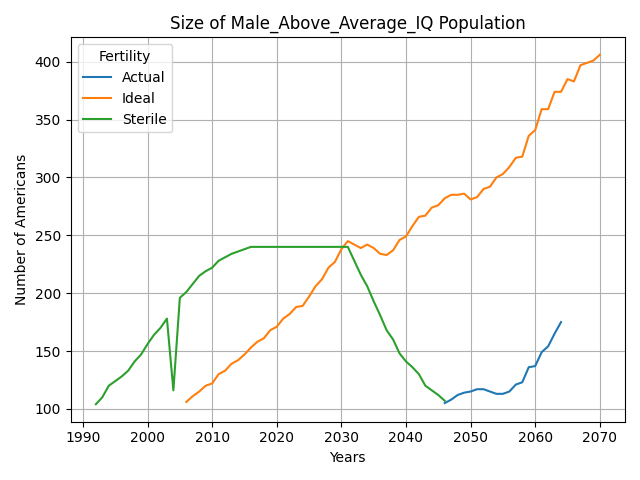 Size of Male_Above_Average_IQ Population
Number of Americans
400
350
300
250
200
150
100
Fertility
Actual
Ideal
Sterile
1990 2000 2010 2020 2030 2040 2050 2060 2070
Years